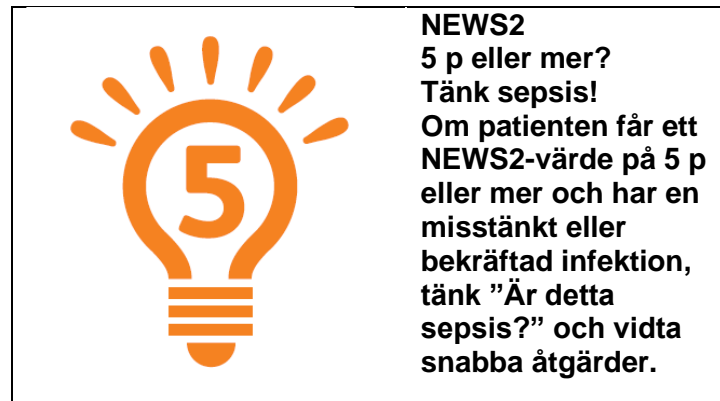 5
NEWS2
5 p eller mer?
Tänk sepsis!
Om patienten får ett
NEWS2-värde på 5 p
eller mer och har en
misstänkt eller
bekräftad infektion,
tänk ”Är detta
sepsis?” och vidta
snabba åtgärder.